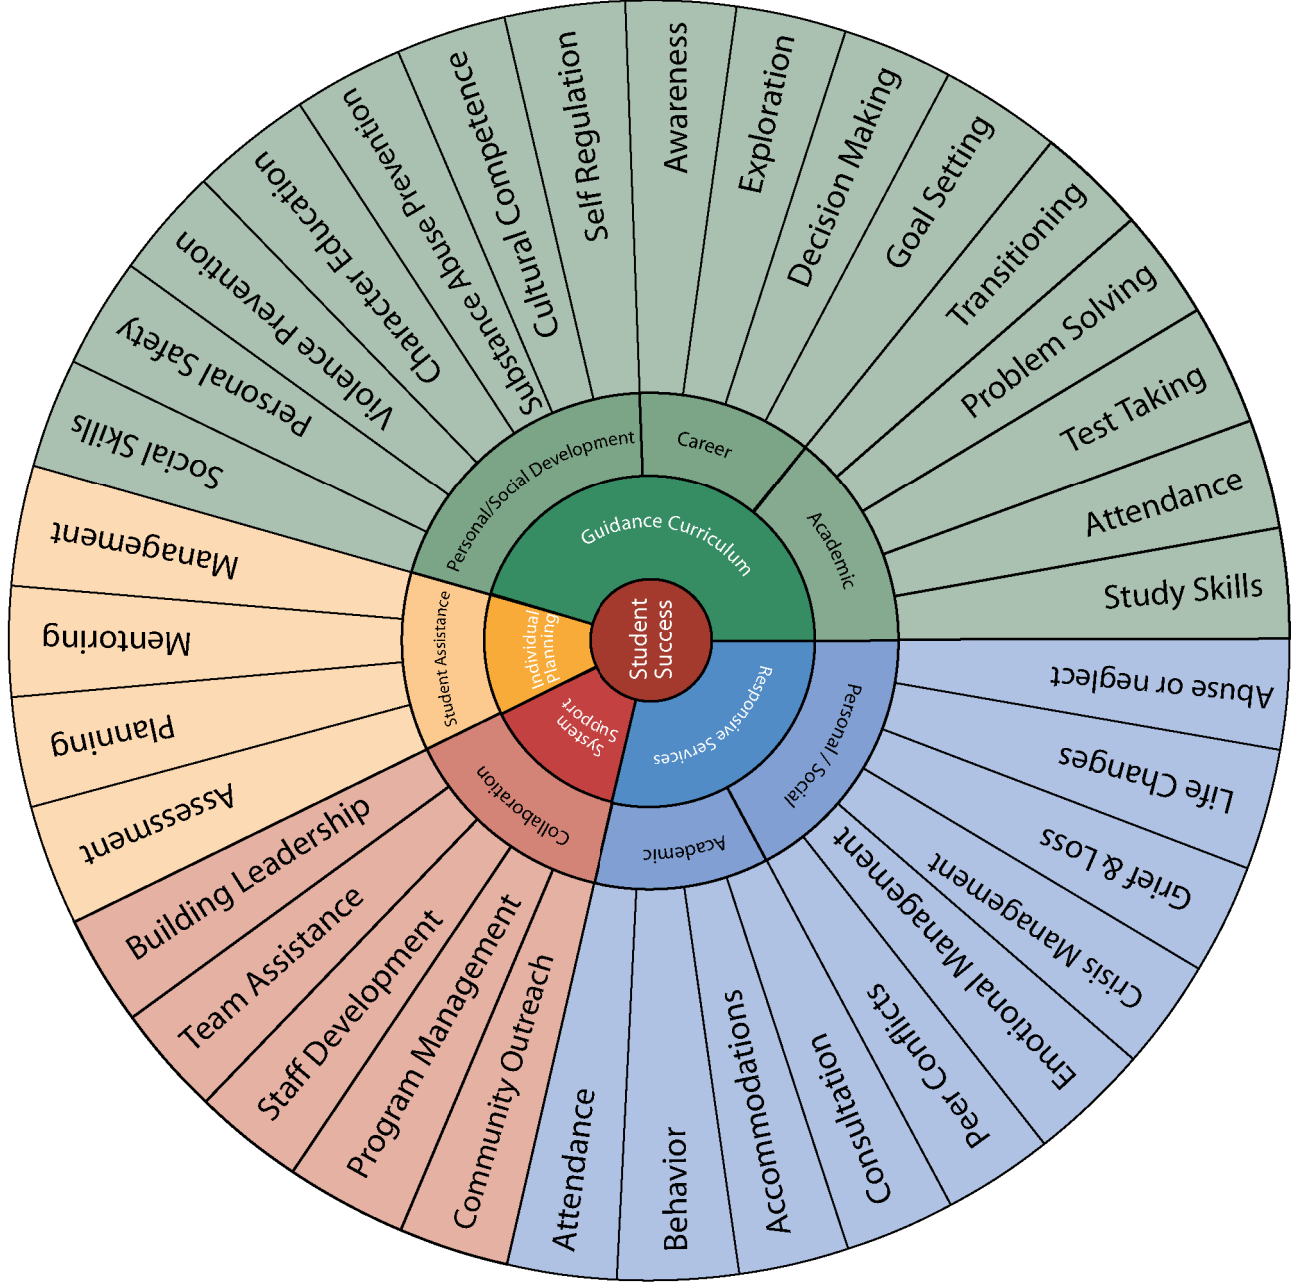 Student
Success
Guidance Curriculum
Responsive Services
System
Support
Individual
Planning
Personal/Social Development
Career
Academic
Personal / Social
Academic
Collaboration
Student Assistance
Social Skills
Personal Safety
Violence Prevention
Character Education
Substance Abuse Prevention
Cultural Competence
Self Regulation
Awareness
Exploration
Decision Making
Goal Setting
Transitioning
Problem Solving
Test Taking
Attendance
Study Skills
Abuse or neglect
Life Changes
Grief & Loss
Crisis Management
Emotional Management
Peer Conflicts
Consultation
Accommodations
Behavior
Attendance
Community Outreach
Program Management
Staff Development
Team Assistance
Building Leadership
Assessment
Planning
Mentoring
Management